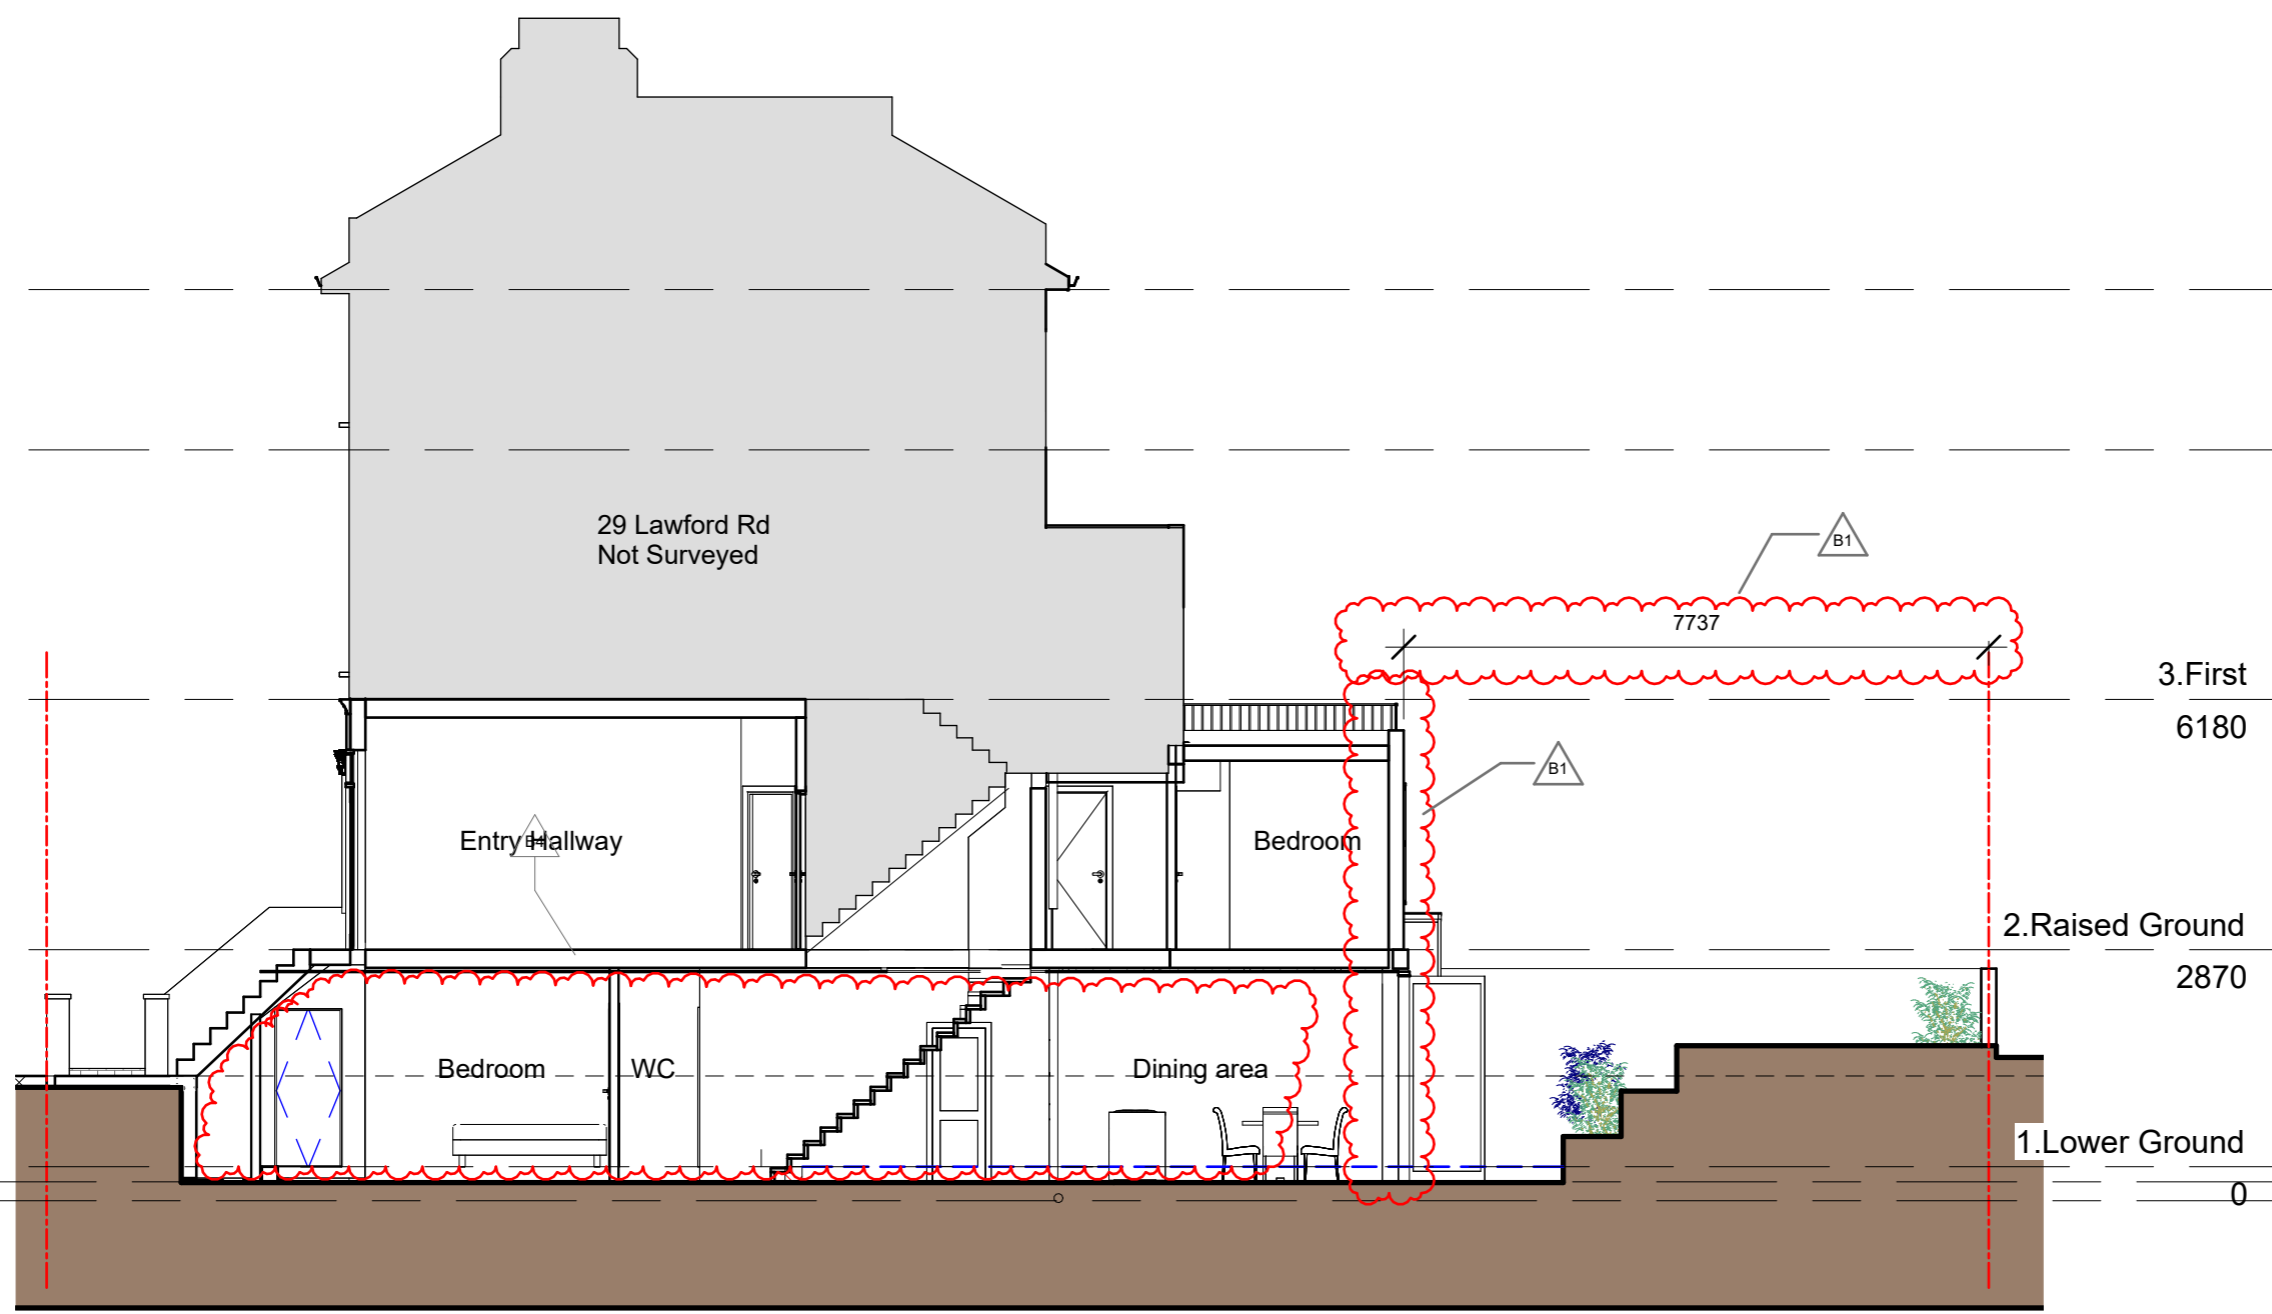 29 Lawford Rd
Not Surveyed
B1
7737
3.First
6180
B1
Entry Hallway
B4
Bedroom
2.Raised Ground
2870
Bedroom
WC
Dining area
1.Lower Ground
0